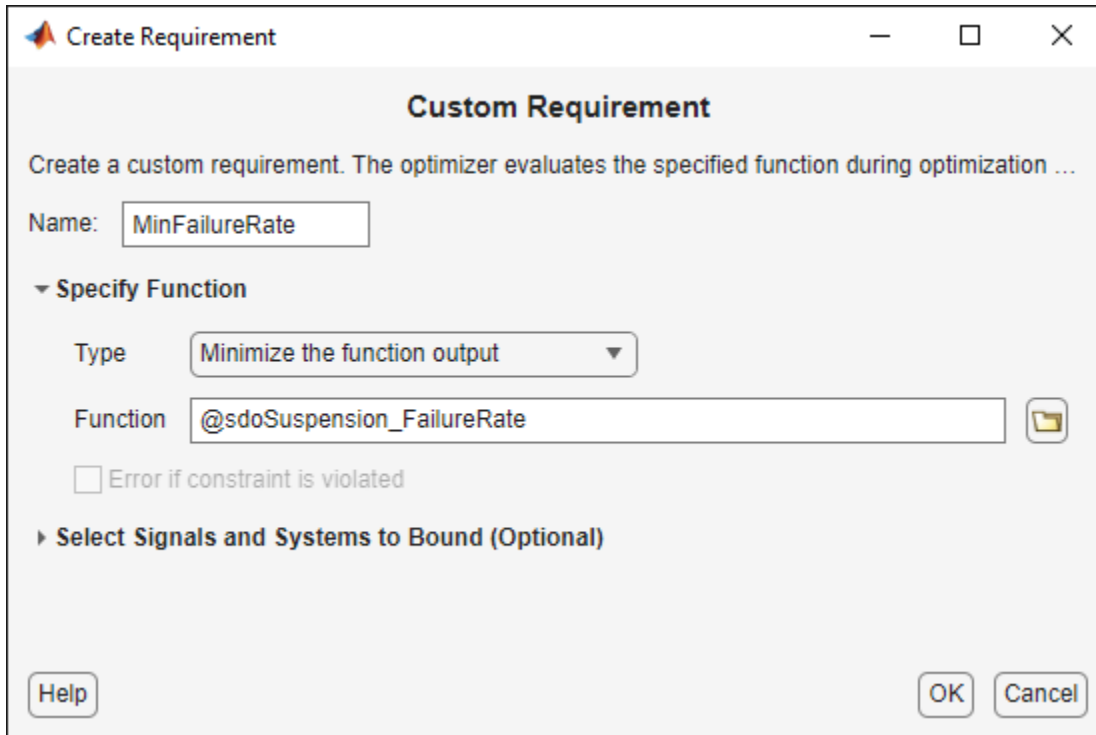 Create Requirement
Custom Requirement
Create a custom requirement. The optimizer evaluates the specified function during optimization ...
Name: MinFailureRate
Specify Function
Type Minimize the function output
Function @sdoSuspension_FailureRate
Error if constraint is violated
Select Signals and Systems to Bound (Optional)
Help OK Cancel